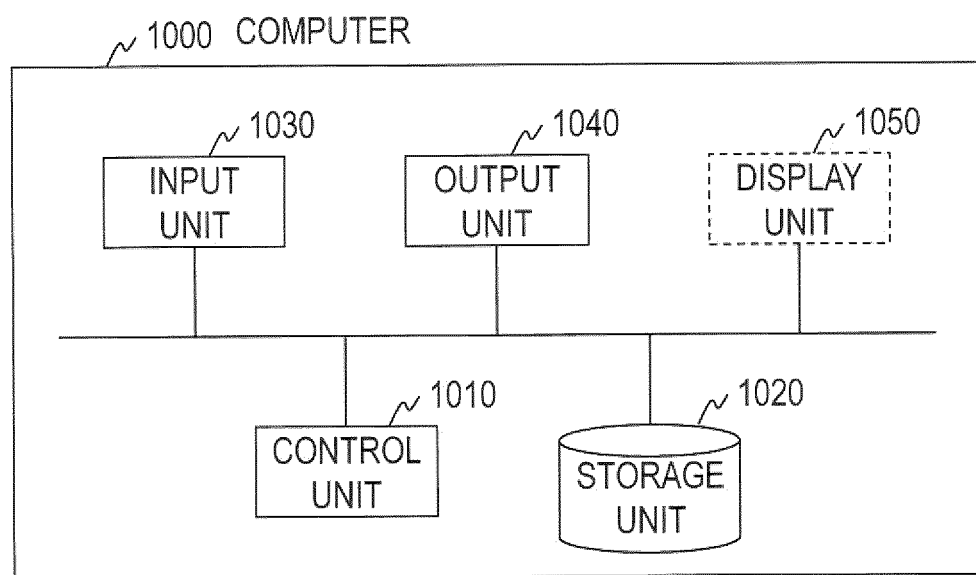 1000 COMPUTER
1030
1040
1050
INPUT
UNIT
OUTPUT
UNIT
DISPLAY
UNIT
1010
1020
CONTROL
UNIT
STORAGE
UNIT